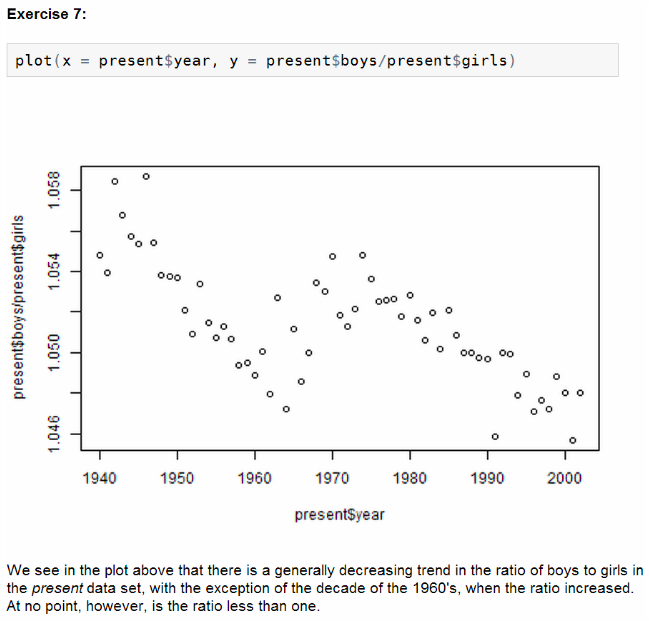 Exercise 7:
plot(x = present$year, y = present$boys/present$girls)
present$boys/present$girls
1.058
1.054
1.050
1.046
1940 1950 1960 1970 1980 1990 2000
present$year
We see in the plot above that there is a generally decreasing trend in the ratio of boys to girls in
the present data set, with the exception of the decade of the 1960's, when the ratio increased.
At no point, however, is the ratio less than one.